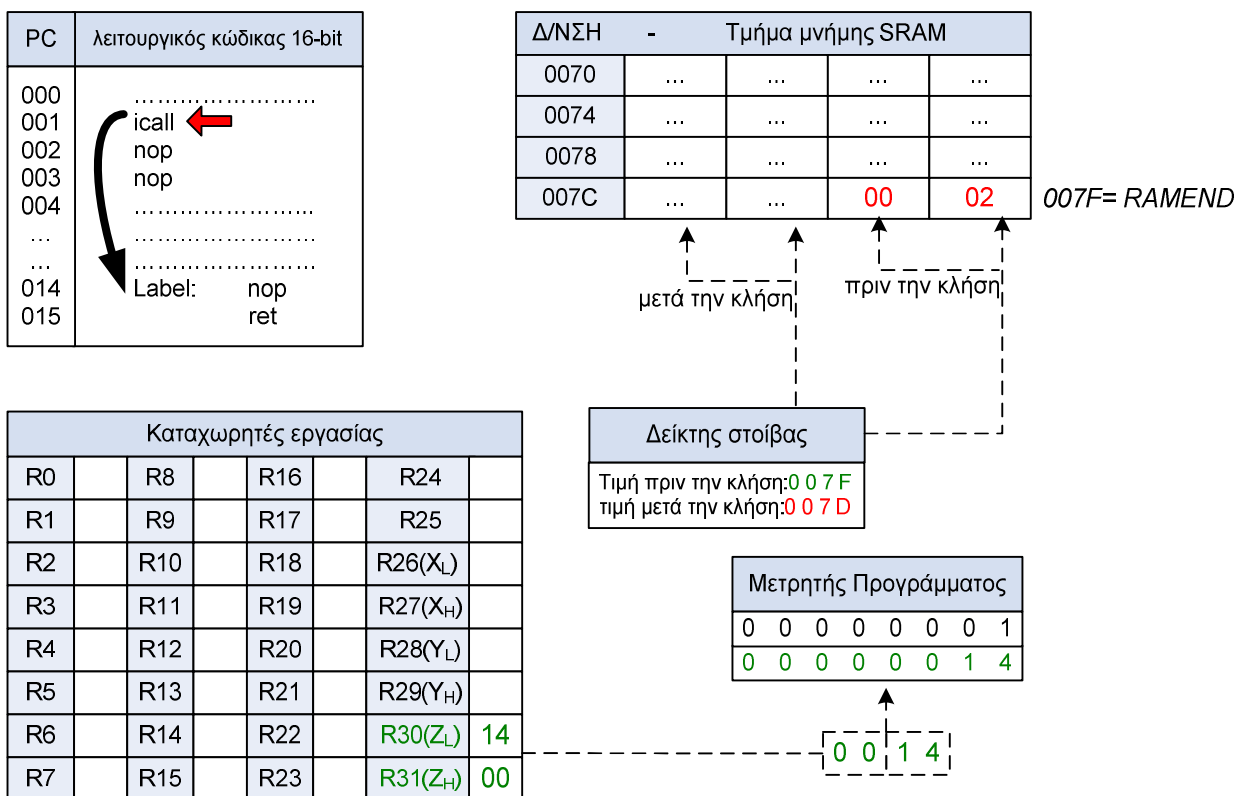 PC λειτουργικός κώδικας 16-bit
000 ........................
001 icall
002 nop
003 nop
004 ........................
... ........................
... ........................
014 Label: nop
015 ret
Δ/ΝΣΗ - Τμήμα μνήμης SRAM
0070 ... ... ... ...
0074 ... ... ... ...
0078 ... ... ... ...
007C ... ... 00 02 007F= RAMEND
μετά την κλήση πριν την κλήση
Δείκτης στοίβας
Τιμή πριν την κλήση:0 0 7 F
τιμή μετά την κλήση:0 0 7 D
Καταχωρητές εργασίας
R0 R8 R16 R24
R1 R9 R17 R25
R2 R10 R18 R26(XL)
R3 R11 R19 R27(XH)
R4 R12 R20 R28(YL)
R5 R13 R21 R29(YH)
R6 R14 R22 R30(ZL) 14
R7 R15 R23 R31(ZH) 00
Μετρητής Προγράμματος
0 0 0 0 0 0 0 1
0 0 0 0 0 0 1 4
0 0 1 4